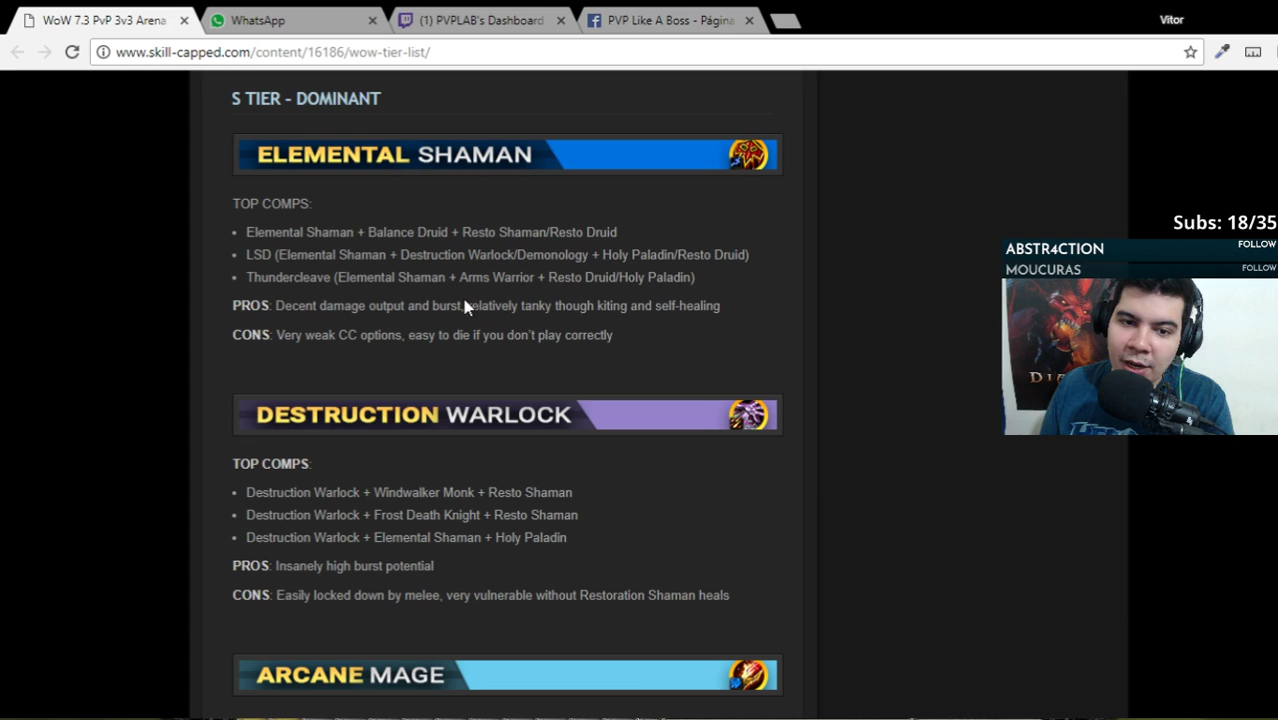 WoW 7.3 PvP 3v3 Arena
WhatsApp
(1) PVPLAB's Dashboard
PVP Like A Boss - Página
Vitor
www.skill-capped.com/content/16186/wow-tier-list/
S TIER - DOMINANT
ELEMENTAL SHAMAN
TOP COMPS:
• Elemental Shaman + Balance Druid + Resto Shaman/Resto Druid
• LSD (Elemental Shaman + Destruction Warlock/Demonology + Holy Paladin/Resto Druid)
• Thundercleave (Elemental Shaman + Arms Warrior + Resto Druid/Holy Paladin)
PROS: Decent damage output and burst, relatively tanky though kiting and self-healing
CONS: Very weak CC options, easy to die if you don't play correctly
DESTRUCTION WARLOCK
TOP COMPS:
• Destruction Warlock + Windwalker Monk + Resto Shaman
• Destruction Warlock + Frost Death Knight + Resto Shaman
• Destruction Warlock + Elemental Shaman + Holy Paladin
PROS: Insanely high burst potential
CONS: Easily locked down by melee, very vulnerable without Restoration Shaman heals
ARCANE MAGE
Subs: 18/35
ABSTR4CTION FOLLOW
MOUCURAS FOLLOW